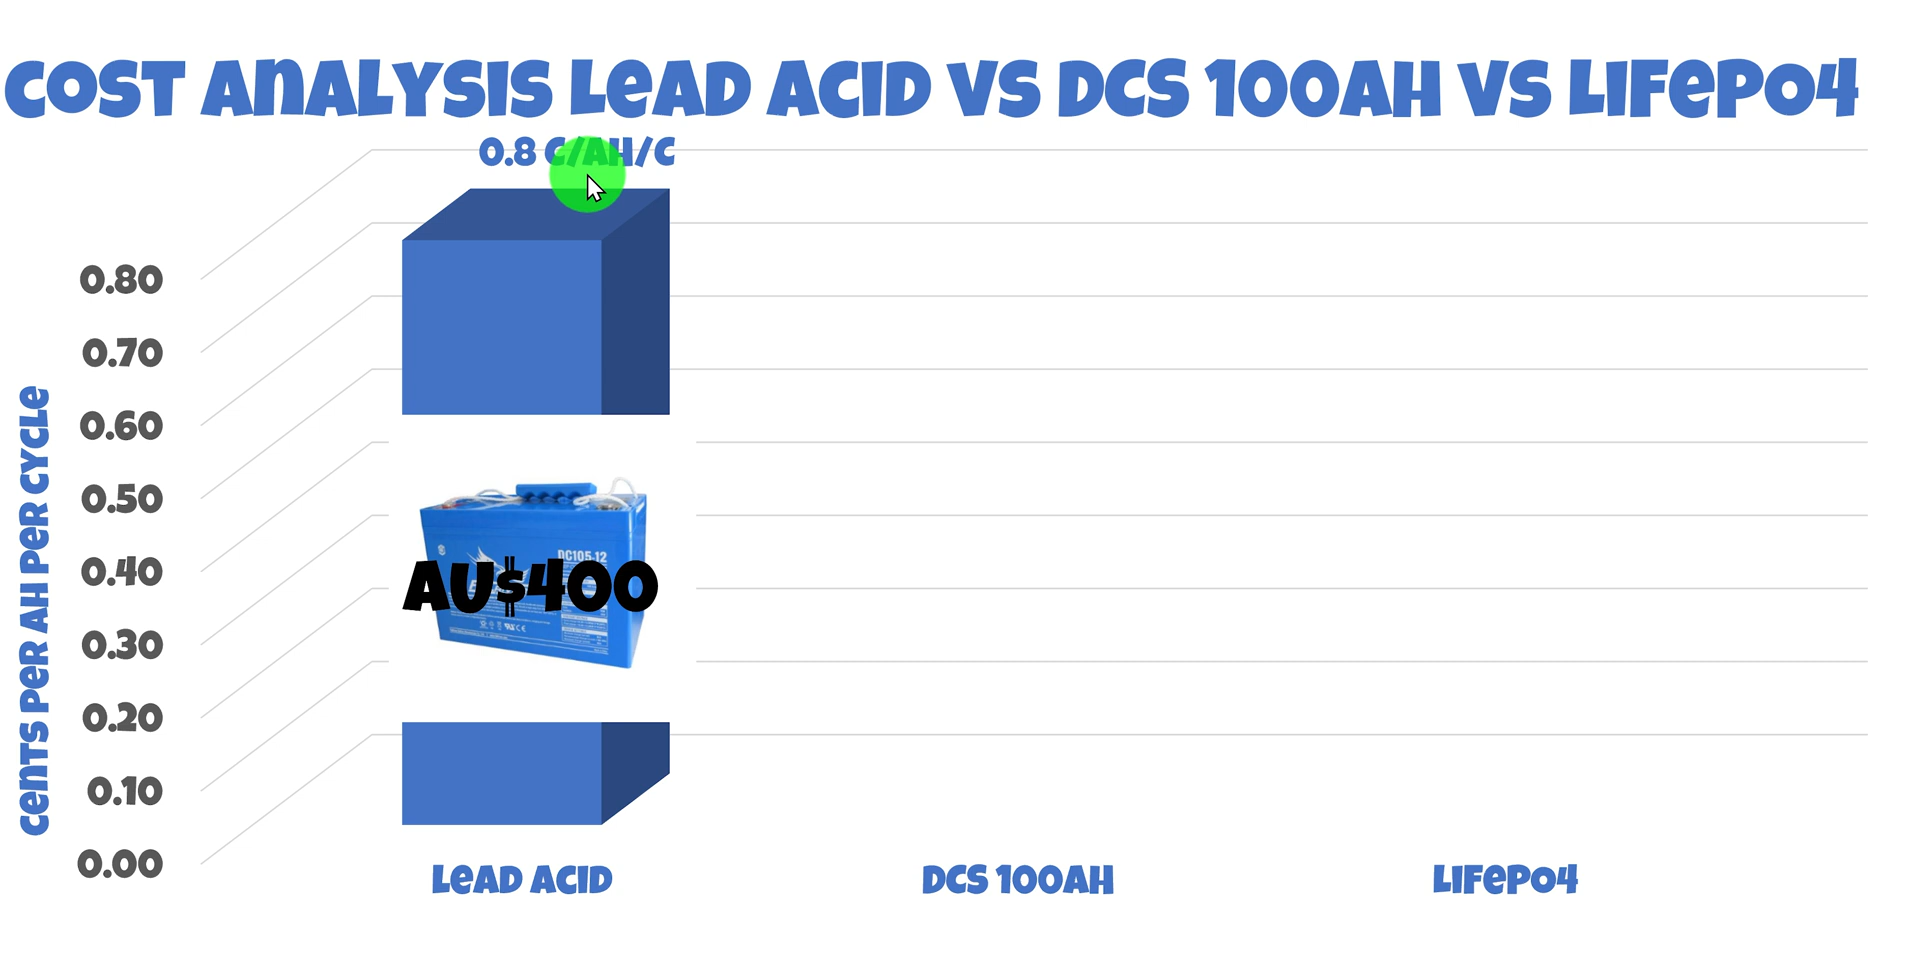 COST ANALYSIS LEAD ACID VS DCS 100AH VS LIFEPO4
0.8 C/AH/C
0.80
0.70
0.60
0.50
0.40
0.30
0.20
0.10
0.00
CENTS PER AH PER CYCLE
DC105-12
AU$400
LEAD ACID
DCS 100AH
LIFEPO4